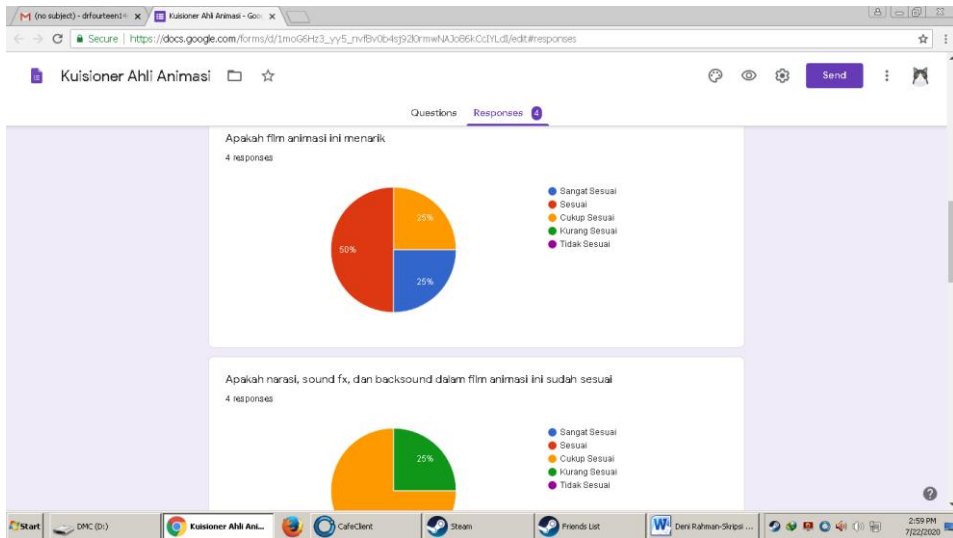 (no subject) - drfourteen14
Kuisioner Ahli Animasi - Goo
Secure | https://docs.google.com/forms/d/
/edit#responses
Kuisioner Ahli Animasi
Send
Questions Responses 4
Apakah film animasi ini menarik
4 responses
Sangat Sesuai
Sesuai
Cukup Sesuai
Kurang Sesuai
Tidak Sesuai
25%
50%
25%
Apakah narasi, sound fx, dan backsound dalam film animasi ini sudah sesuai
4 responses
Sangat Sesuai
Sesuai
Cukup Sesuai
Kurang Sesuai
Tidak Sesuai
25%
Start
DMC (D:)
Kuisioner Ahli Ani...
CafeClient
Steam
Friends List
Deni Rahman-Skripsi ...
2:59 PM
7/22/2020